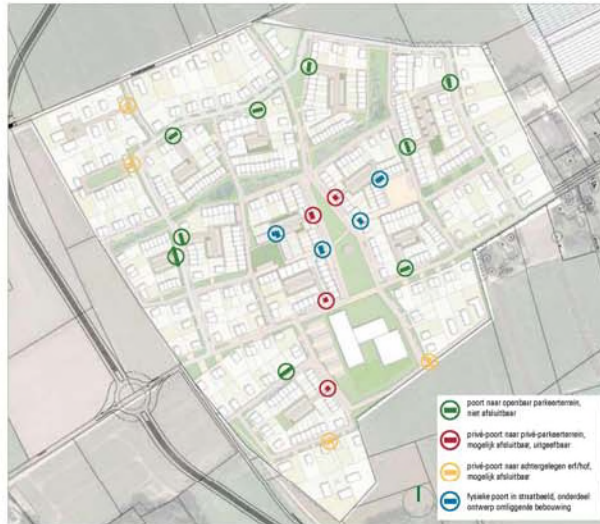 poort naar openbaar parkeerterrein,
niet afsluitbaar
privé-poort naar privé-parkeerterrein,
mogelijk afsluitbaar, uitgeefbaar
privé-poort naar achtergelegen erf/hof,
mogelijk afsluitbaar
fysieke poort in straatbeeld, onderdeel
ontwerp omliggende bebouwing